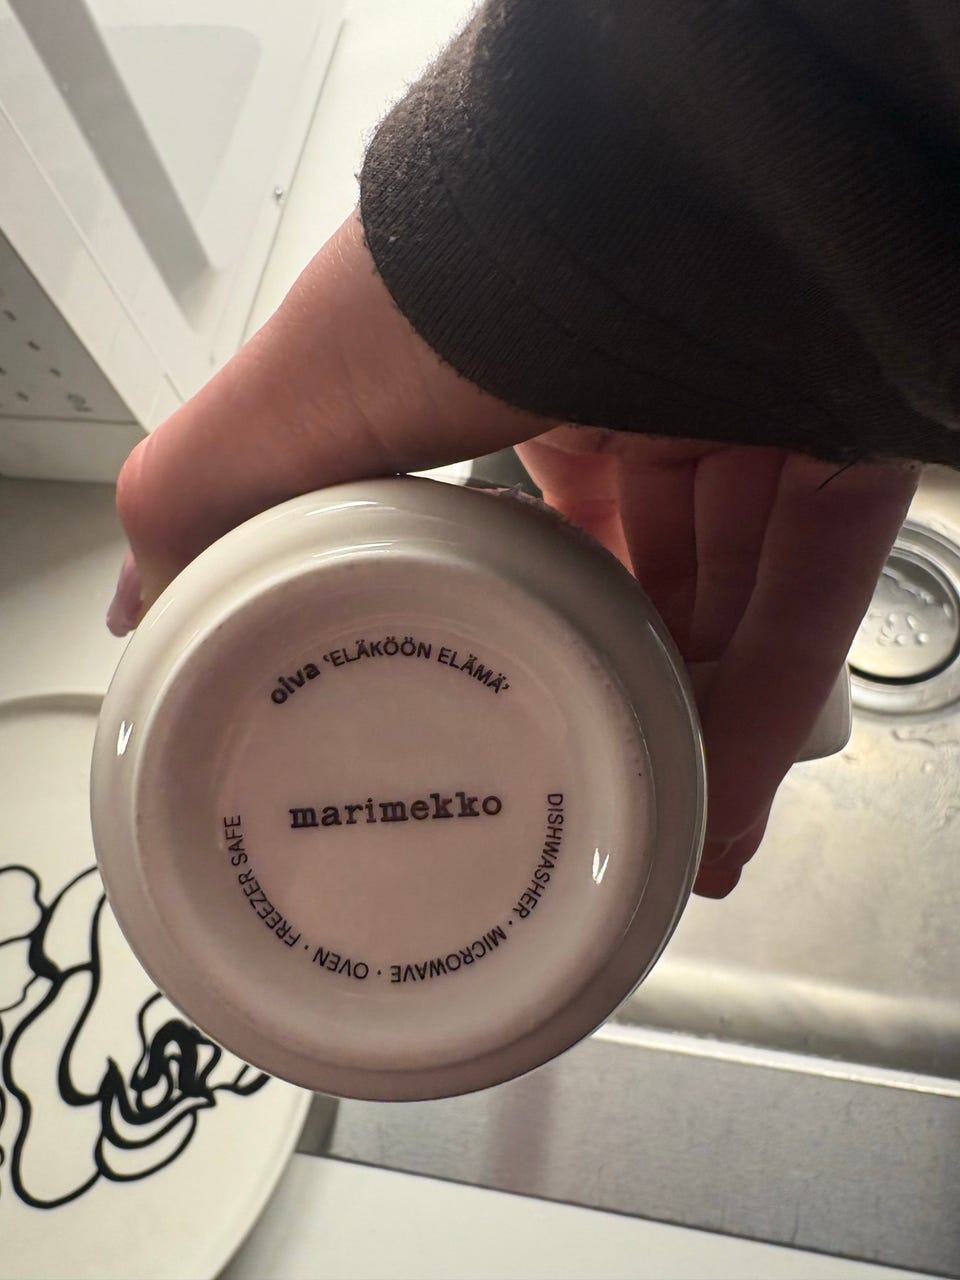 oiva ‘ELÄKÖÖN ELÄMÄ’
marimekko
DISHWASHER · MICROWAVE · OVEN · FREEZER SAFE